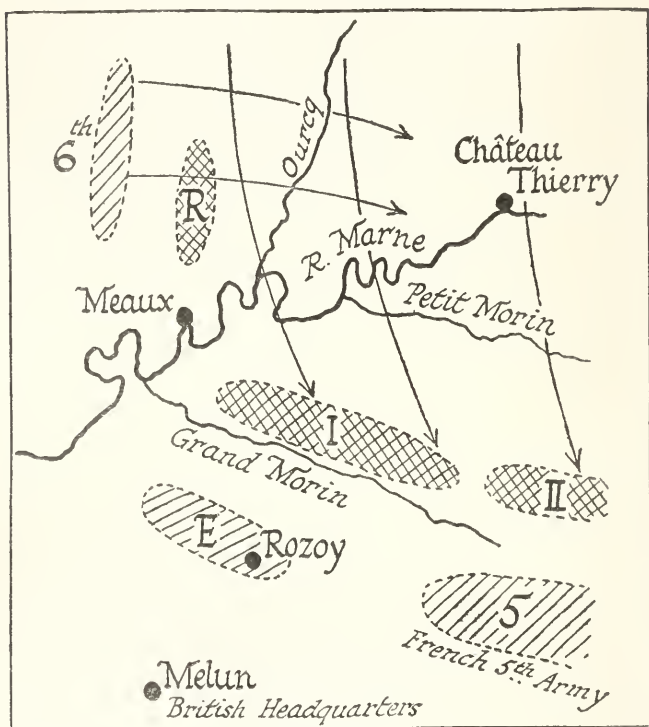 6th
R
Ourcq
Château
Thierry
R. Marne
Meaux
Petit Morin
I
Grand Morin
II
E
Rozoy
5
French 5th Army
Melun
British Headquarters